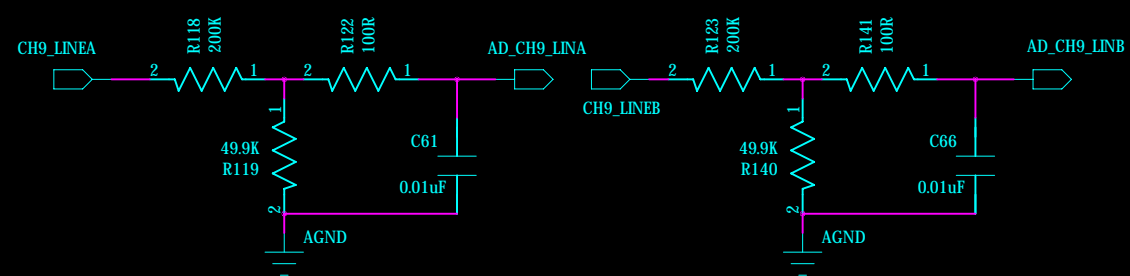 CH9_LINEA
R118
200K
2
1
R122
100R
2
1
AD_CH9_LINA
1
49.9K
R119
2
C61
0.01uF
AGND
CH9_LINEB
R123
200K
2
1
R141
100R
2
1
AD_CH9_LINB
1
49.9K
R140
2
C66
0.01uF
AGND